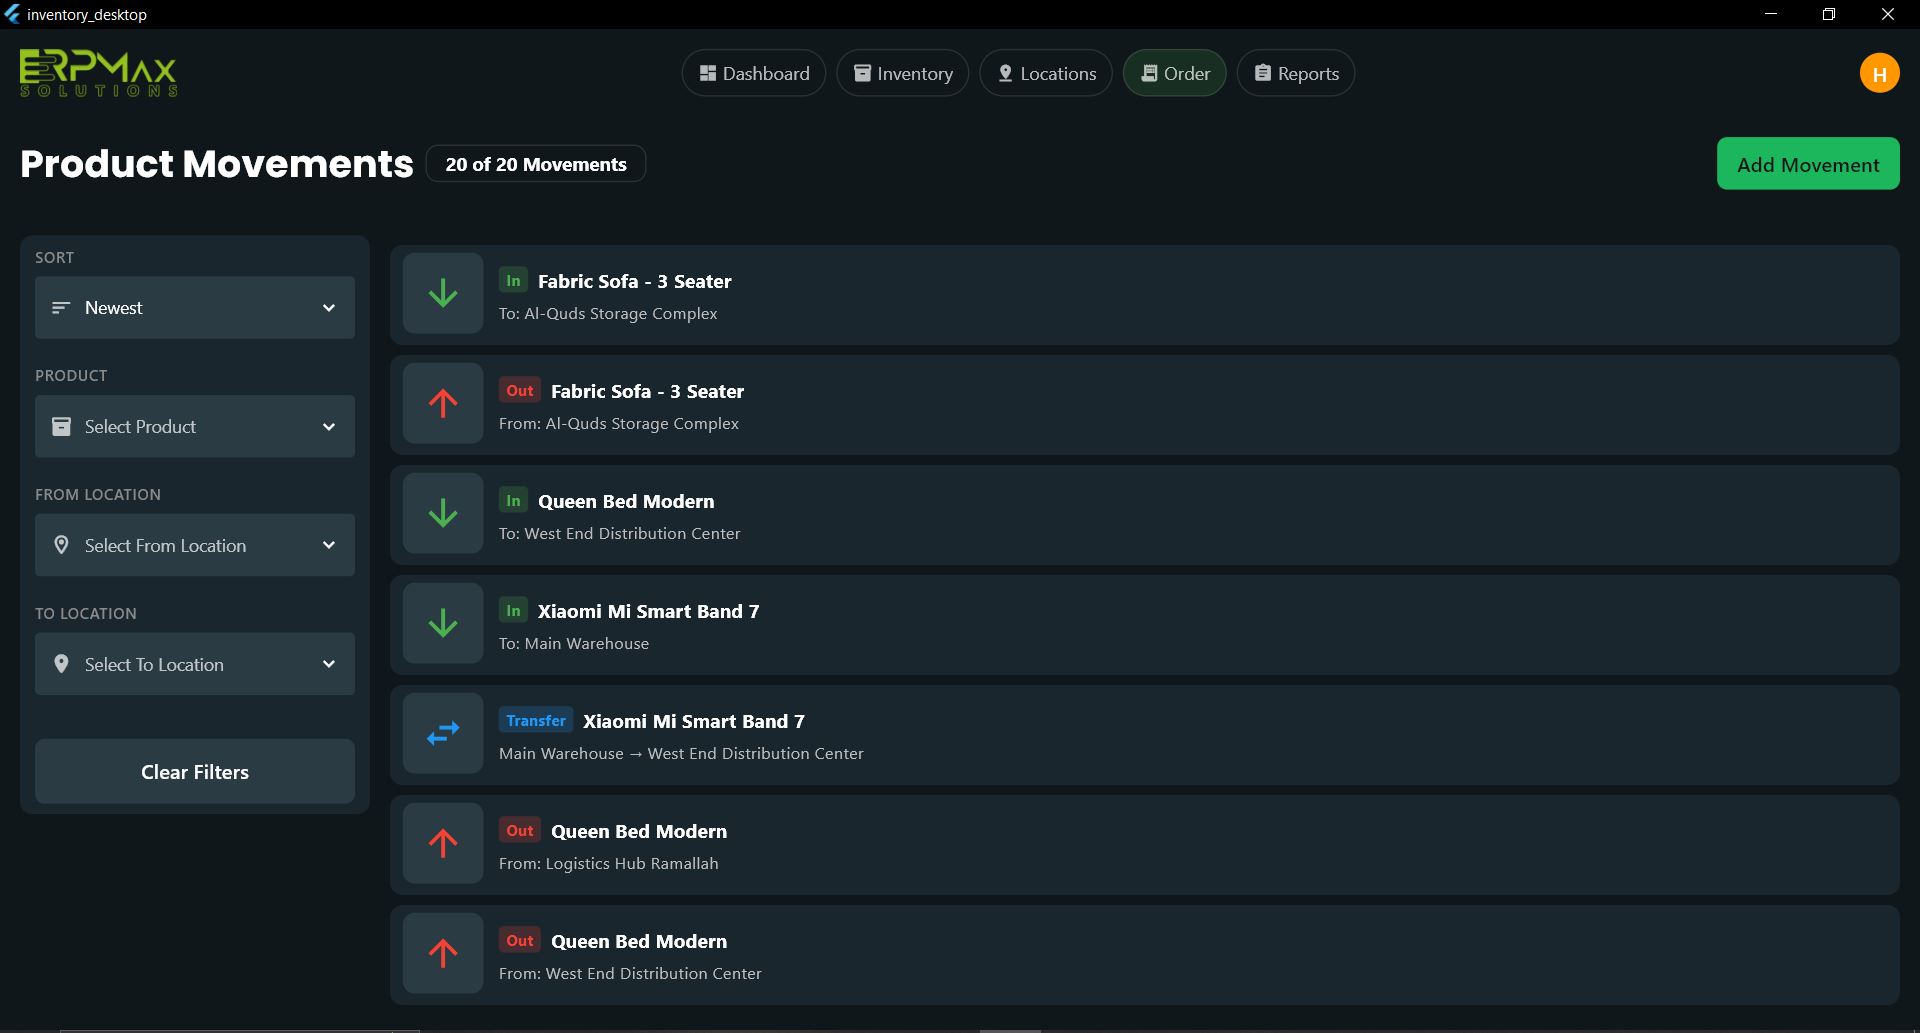 inventory_desktop
ERPMAX
SOLUTIONS
Dashboard
Inventory
Locations
Order
Reports
H
Product Movements
20 of 20 Movements
Add Movement
SORT
Newest
PRODUCT
Select Product
FROM LOCATION
Select From Location
TO LOCATION
Select To Location
Clear Filters
In Fabric Sofa - 3 Seater
To: Al-Quds Storage Complex
Out Fabric Sofa - 3 Seater
From: Al-Quds Storage Complex
In Queen Bed Modern
To: West End Distribution Center
In Xiaomi Mi Smart Band 7
To: Main Warehouse
Transfer Xiaomi Mi Smart Band 7
Main Warehouse → West End Distribution Center
Out Queen Bed Modern
From: Logistics Hub Ramallah
Out Queen Bed Modern
From: West End Distribution Center